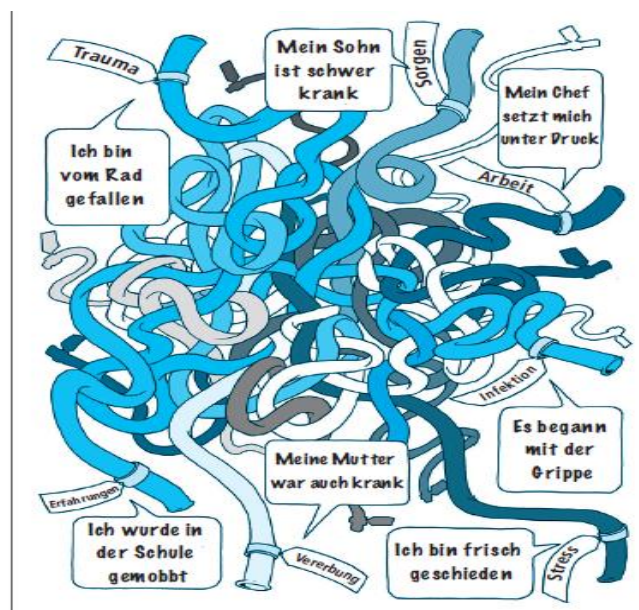 Trauma
Ich bin
vom Rad
gefallen
Mein Sohn
ist schwer
krank
Sorgen
Mein Chef
setzt mich
unter Druck
Arbeit
Infektion
Es begann
mit der
Grippe
Erfahrungen
Ich wurde in
der Schule
gemobbt
Meine Mutter
war auch krank
Vererbung
Ich bin frisch
geschieden
Stress